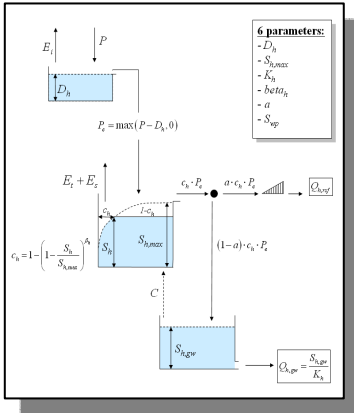 E_i
P
D_h
P_e = max(P − D_h, 0)
6 parameters:
- D_h
- S_h,max
- K_h
- beta_h
- a
- S_wp
E_t + E_s
c_h · P_e
a · c_h · P_e
c_h
1-c_h
S_h
S_h,max
c_h = 1 − (1 − S_h / S_h,max)^β_h
(1 − a) · c_h · P_e
C
S_h,gw
Q_h,gw = S_h,gw / K_h